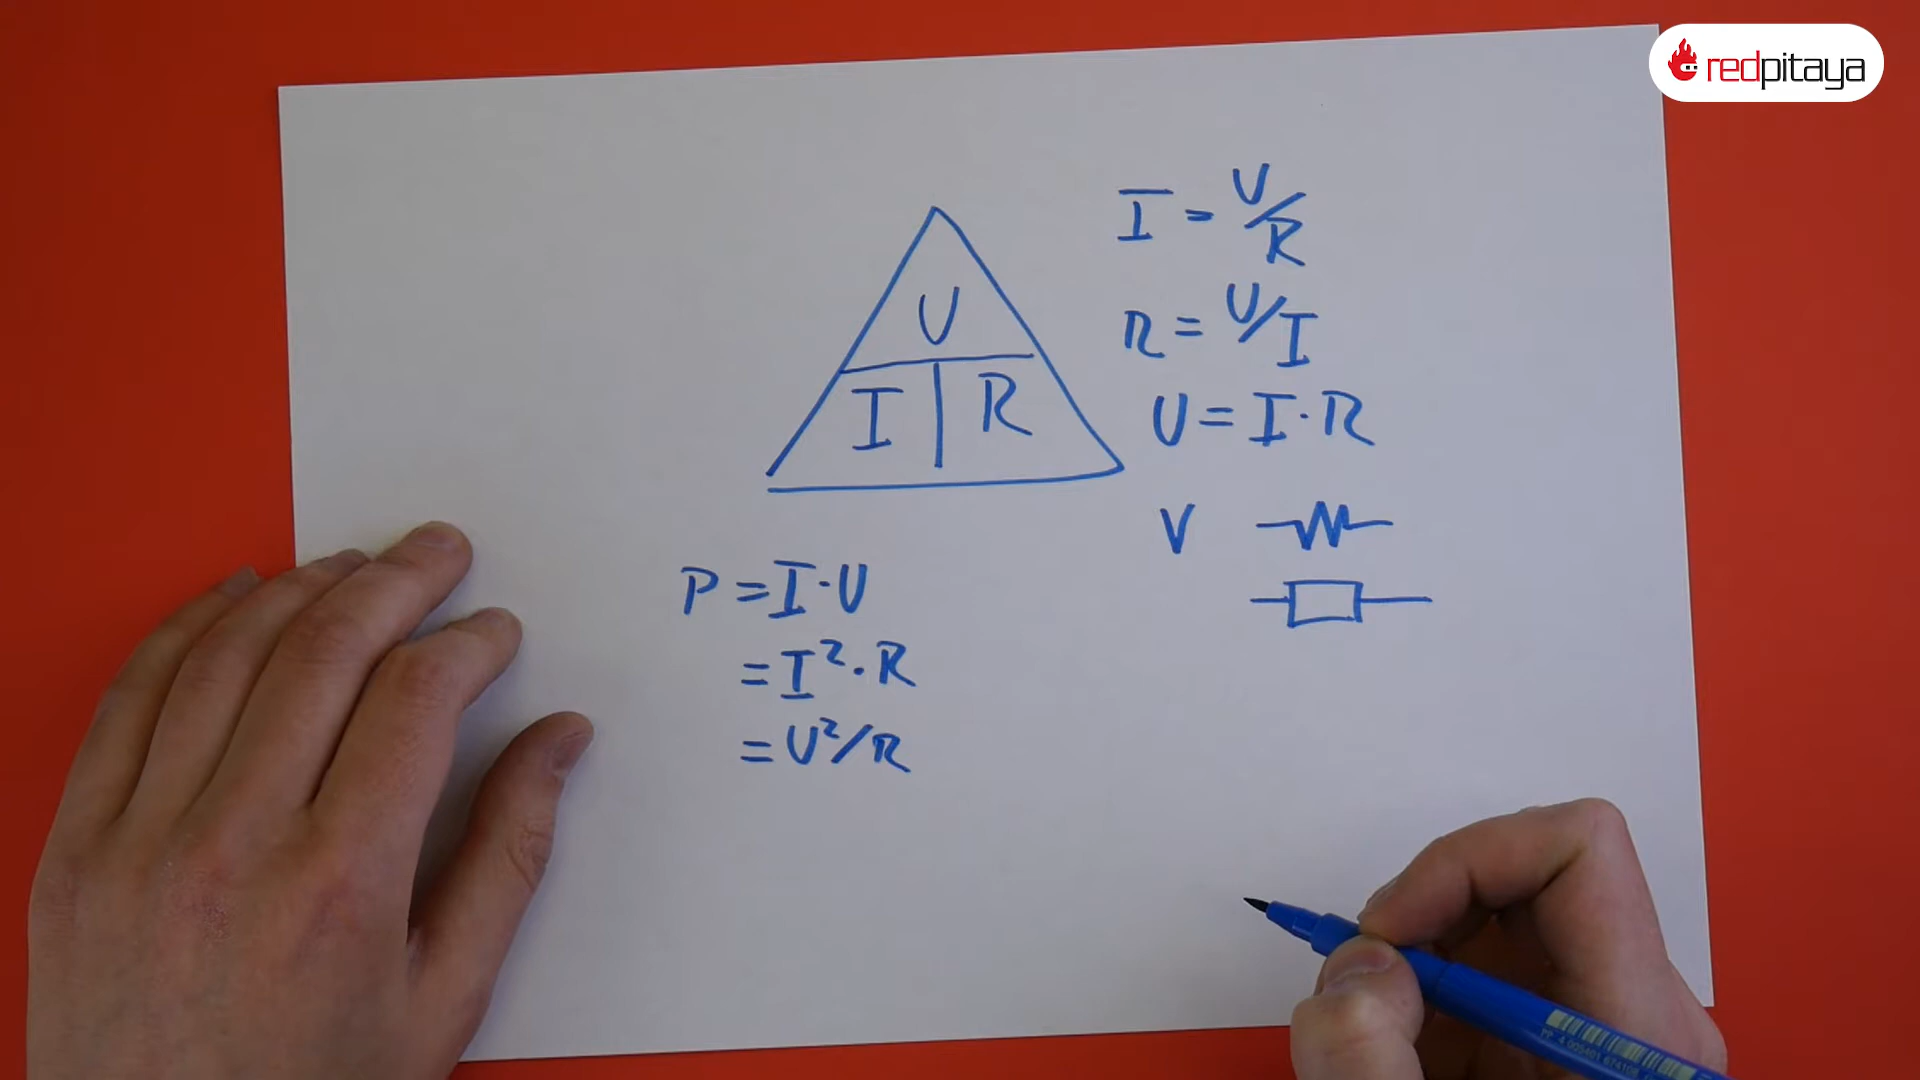 redpitaya
I = U/R
R = U/I
U = I·R
U
I R
V
P = I·U
= I²·R
= U²/R